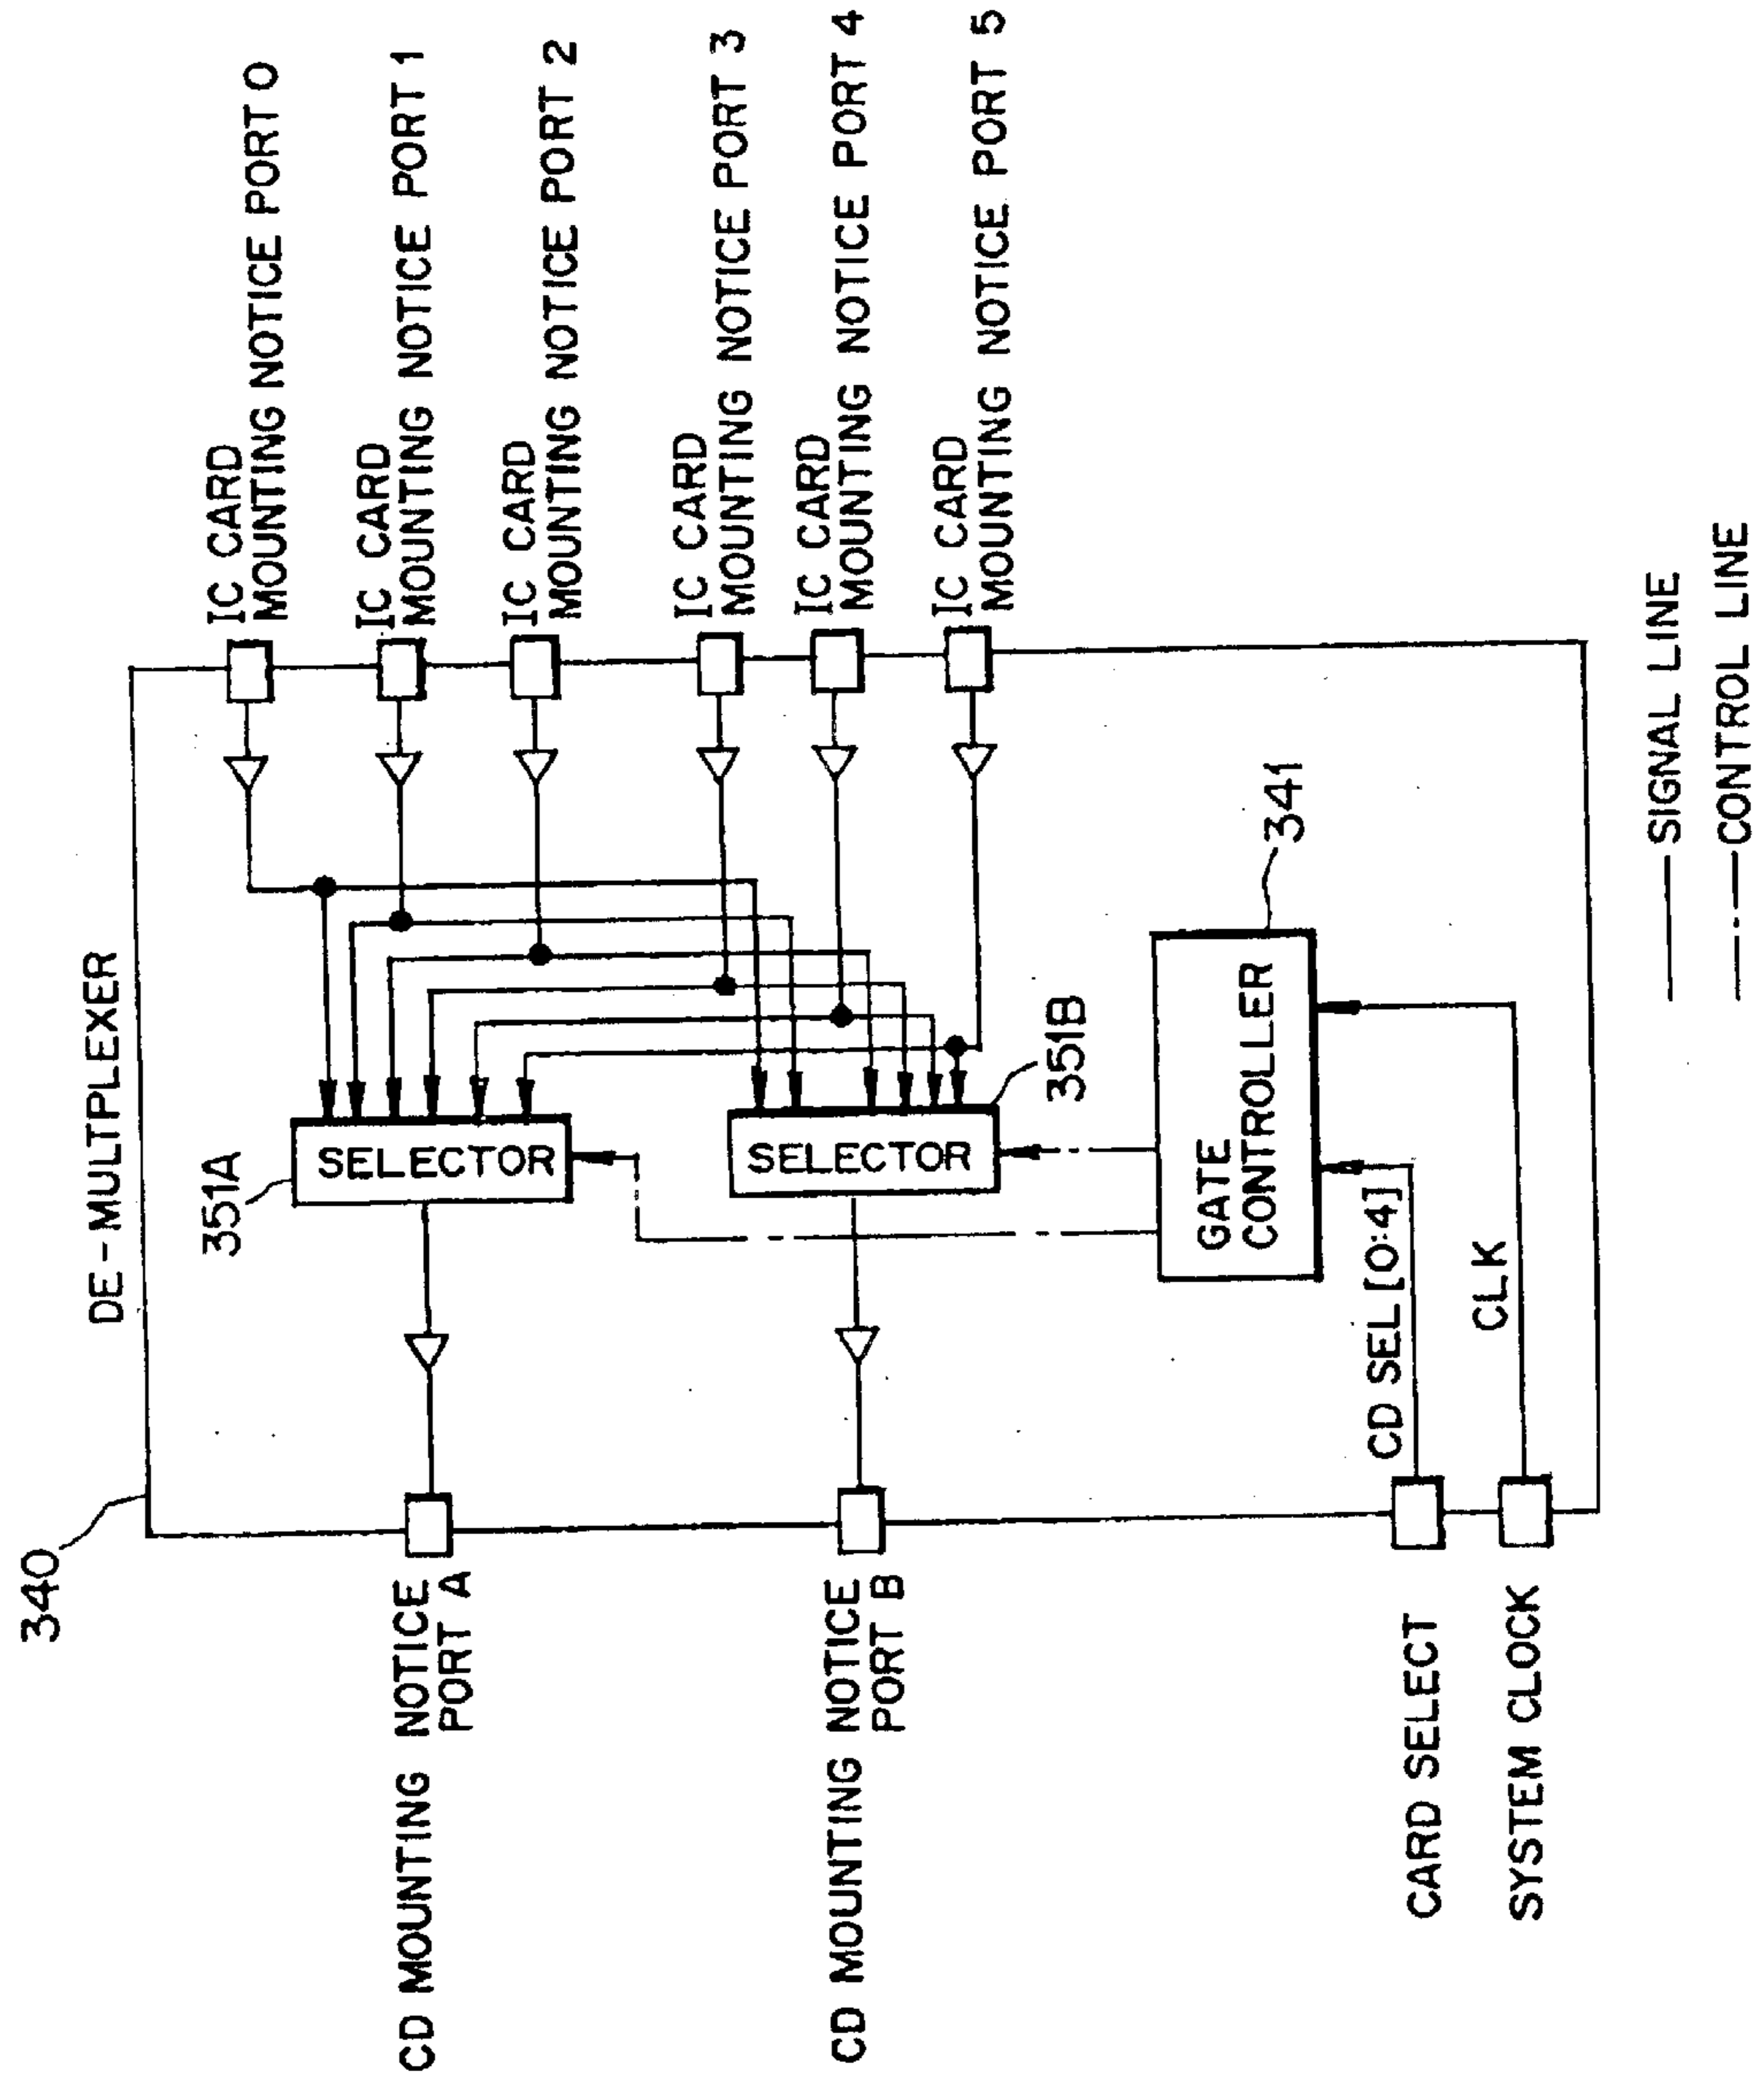 340
DE-MULTPLEXER
IC CARD
MOUNTING NOTICE PORT 0
IC CARD
MOUNTING NOTICE PORT 1
IC CARD
MOUNTING NOTICE PORT 2
IC CARD
MOUNTING NOTICE PORT 3
IC CARD
MOUNTING NOTICE PORT 4
IC CARD
MOUNTING NOTICE PORT 5
351A
SELECTOR
SELECTOR
351B
CD MOUNTING NOTICE
PORT A
CD MOUNTING NOTICE
PORT B
GATE
CONTROLLER
341
CD SEL [0:4]
CLK
CARD SELECT
SYSTEM CLOCK
SIGNAL LINE
CONTROL LINE